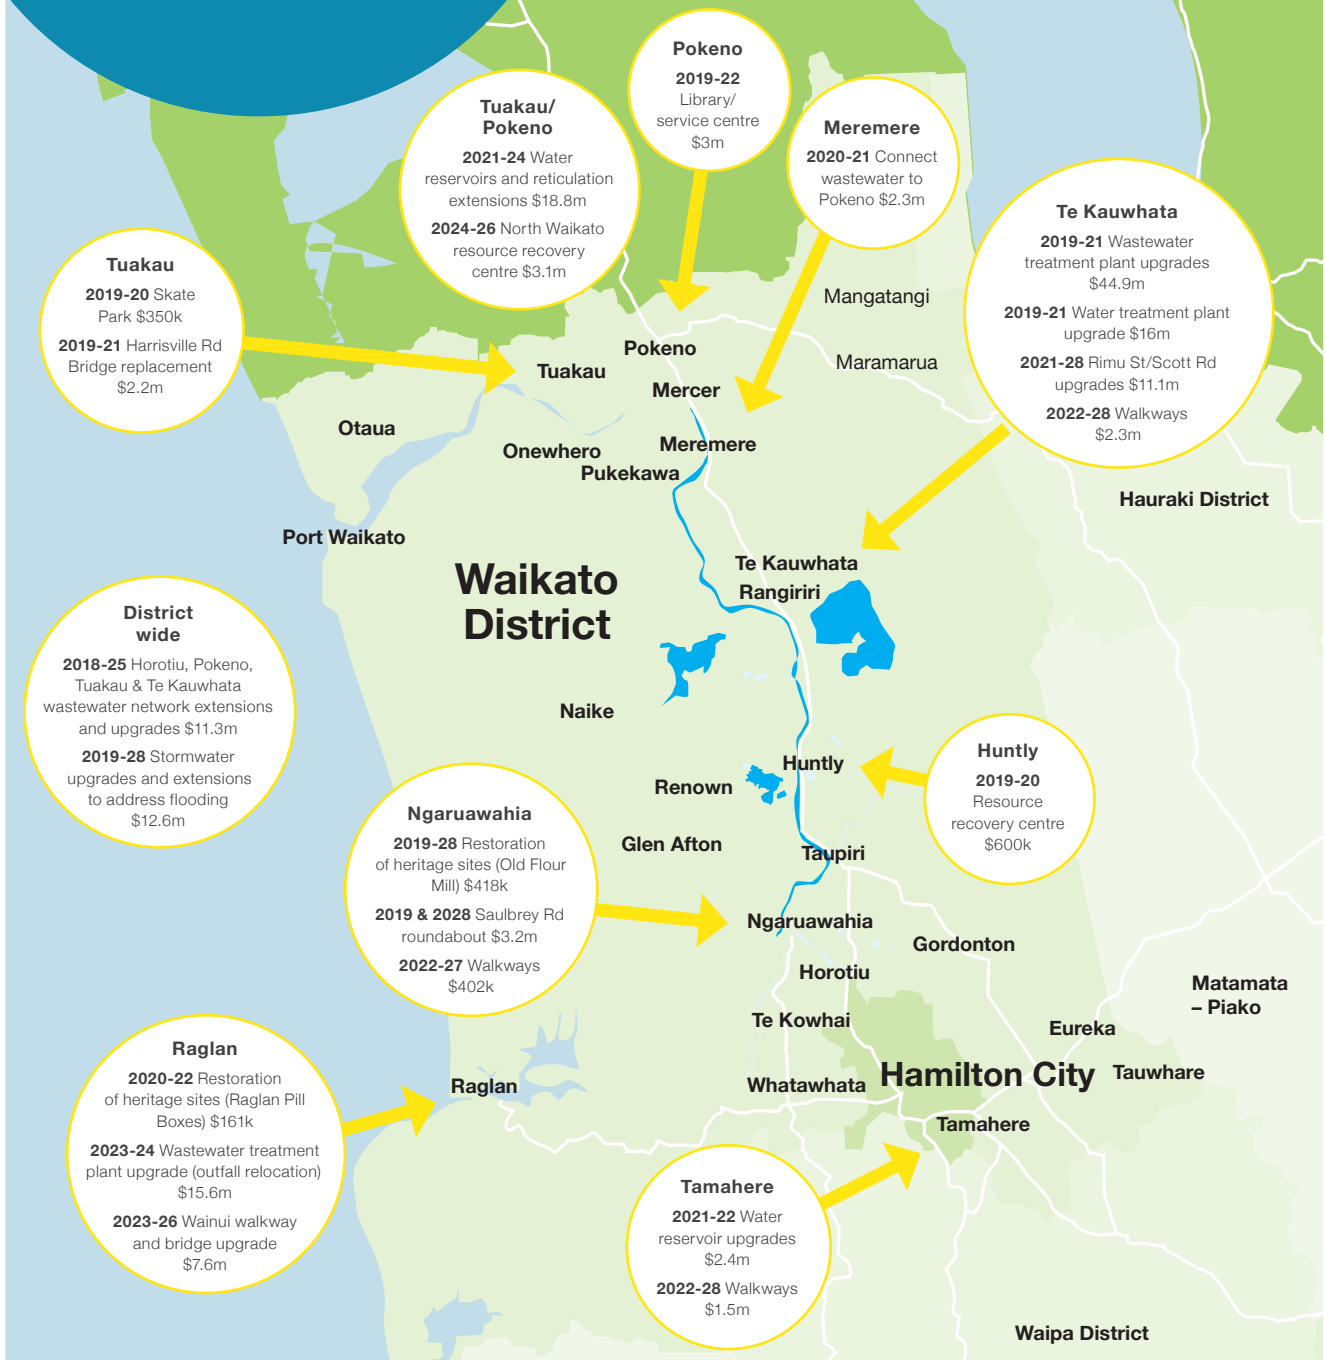 Pokeno
2019-22
Library/
service centre
$3m
Tuakau/
Pokeno
2021-24 Water
reservoirs and reticulation
extensions $18.8m
2024-26 North Waikato
resource recovery
centre $3.1m
Meremere
2020-21 Connect
wastewater to
Pokeno $2.3m
Te Kauwhata
2019-21 Wastewater
treatment plant upgrades
$44.9m
2019-21 Water treatment plant
upgrade $16m
2021-28 Rimu St/Scott Rd
upgrades $11.1m
2022-28 Walkways
$2.3m
Tuakau
2019-20 Skate
Park $350k
2019-21 Harrisville Rd
Bridge replacement
$2.2m
Mangatangi
Pokeno
Maramarua
Tuakau
Mercer
Otaua
Meremere
Onewhero
Pukekawa
Hauraki District
Port Waikato
Te Kauwhata
Rangiriri
Waikato
District
District
wide
2018-25 Horotiu, Pokeno,
Tuakau & Te Kauwhata
wastewater network extensions
and upgrades $11.3m
2019-28 Stormwater
upgrades and extensions
to address flooding
$12.6m
Naike
Huntly
Renown
Huntly
2019-20
Resource
recovery centre
$600k
Ngaruawahia
2019-28 Restoration
of heritage sites (Old Flour
Mill) $418k
2019 & 2028 Saulbrey Rd
roundabout $3.2m
2022-27 Walkways
$402k
Glen Afton
Taupiri
Ngaruawahia
Gordonton
Horotiu
Matamata
– Piako
Te Kowhai
Eureka
Hamilton City
Tauwhare
Raglan
Whatawhata
Tamahere
Raglan
2020-22 Restoration
of heritage sites (Raglan Pill
Boxes) $161k
2023-24 Wastewater treatment
plant upgrade (outfall relocation)
$15.6m
2023-26 Wainui walkway
and bridge upgrade
$7.6m
Tamahere
2021-22 Water
reservoir upgrades
$2.4m
2022-28 Walkways
$1.5m
Waipa District